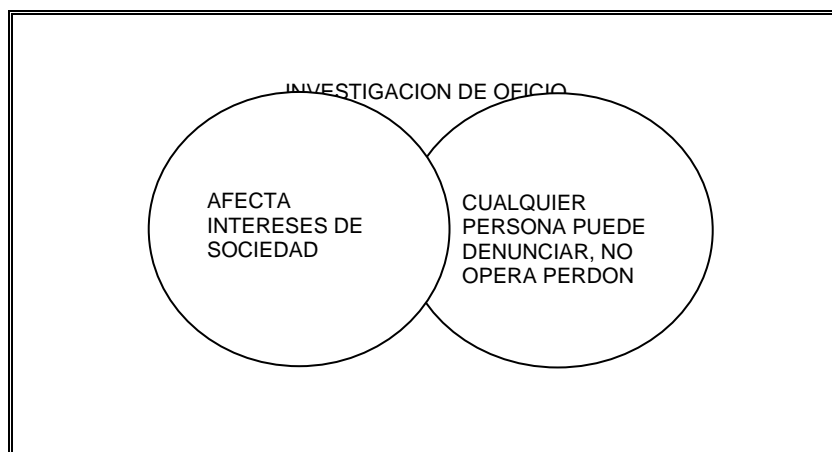 INVESTIGACION DE OFICIO
AFECTA
INTERESES DE
SOCIEDAD
CUALQUIER
PERSONA PUEDE
DENUNCIAR, NO
OPERA PERDON